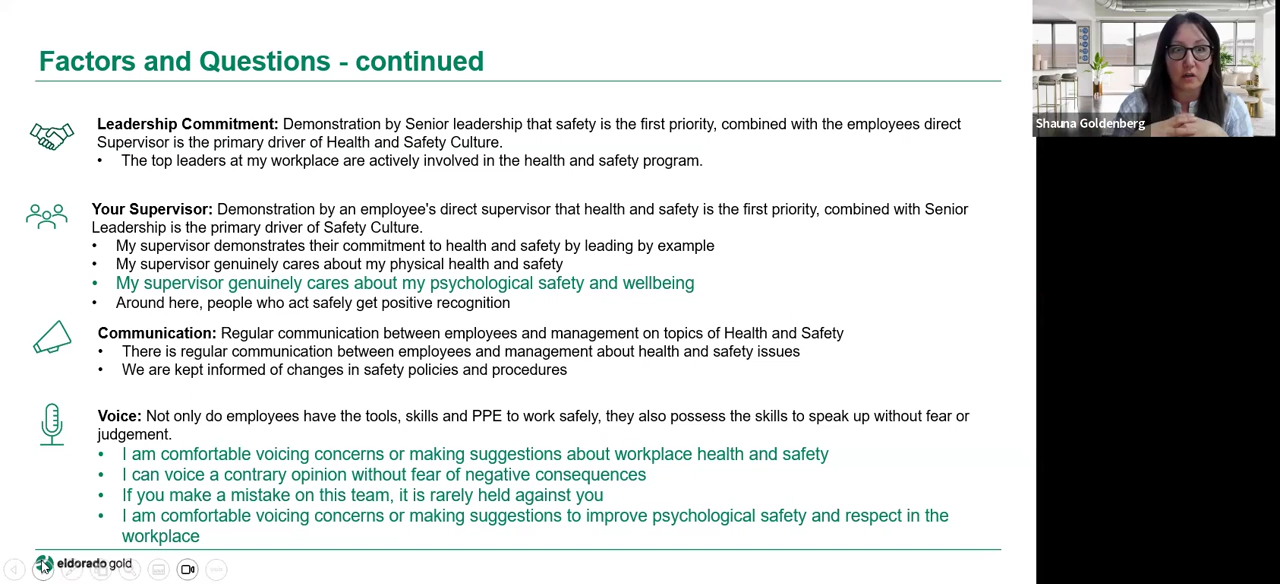 Factors and Questions - continued
Shauna Goldenberg
Leadership Commitment: Demonstration by Senior leadership that safety is the first priority, combined with the employees direct
Supervisor is the primary driver of Health and Safety Culture.
• The top leaders at my workplace are actively involved in the health and safety program.
Your Supervisor: Demonstration by an employee's direct supervisor that health and safety is the first priority, combined with Senior
Leadership is the primary driver of Safety Culture.
• My supervisor demonstrates their commitment to health and safety by leading by example
• My supervisor genuinely cares about my physical health and safety
• My supervisor genuinely cares about my psychological safety and wellbeing
• Around here, people who act safely get positive recognition
Communication: Regular communication between employees and management on topics of Health and Safety
• There is regular communication between employees and management about health and safety issues
• We are kept informed of changes in safety policies and procedures
Voice: Not only do employees have the tools, skills and PPE to work safely, they also possess the skills to speak up without fear or
judgement.
• I am comfortable voicing concerns or making suggestions about workplace health and safety
• I can voice a contrary opinion without fear of negative consequences
• If you make a mistake on this team, it is rarely held against you
• I am comfortable voicing concerns or making suggestions to improve psychological safety and respect in the
workplace
eldorado gold